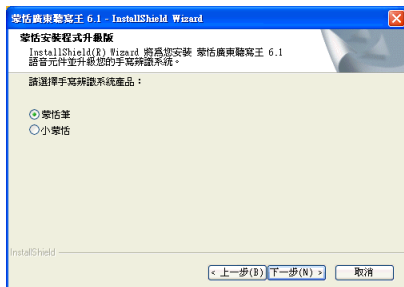 蒙恬廣東聽寫王 6.1 - InstallShield Wizard
蒙恬安裝程式升級版
InstallShield(R) Wizard 將為您安裝 蒙恬廣東聽寫王 6.1
語音元件並升級您的手寫辨識系統。
請選擇手寫辨識系統產品：
蒙恬筆
小蒙恬
InstallShield
< 上一步(B) 下一步(N) > 取消